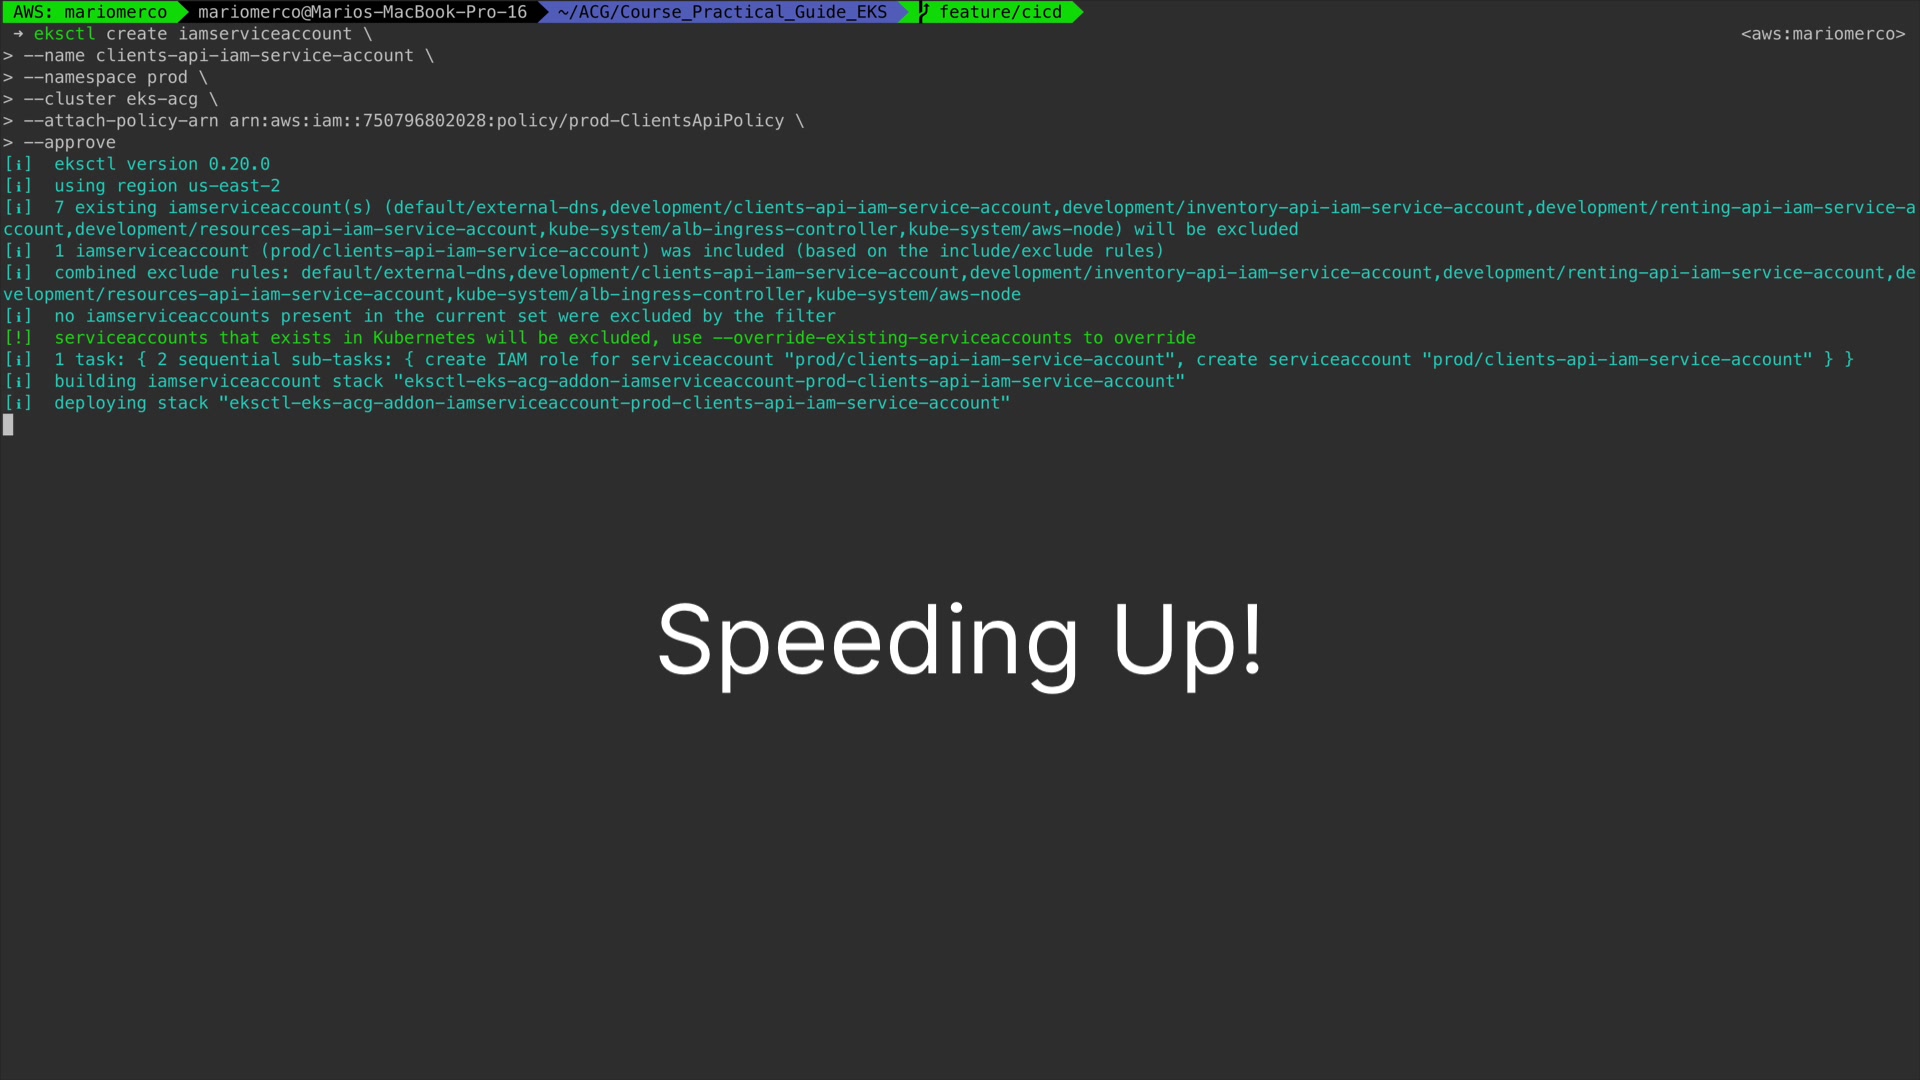 AWS: mariomerco mariomerco@Marios-MacBook-Pro-16 ~/ACG/Course_Practical_Guide_EKS feature/cicd
➜ eksctl create iamserviceaccount \ <aws:mariomerco>
> --name clients-api-iam-service-account \
> --namespace prod \
> --cluster eks-acg \
> --attach-policy-arn arn:aws:iam::750796802028:policy/prod-ClientsApiPolicy \
> --approve
[ℹ]  eksctl version 0.20.0
[ℹ]  using region us-east-2
[ℹ]  7 existing iamserviceaccount(s) (default/external-dns,development/clients-api-iam-service-account,development/inventory-api-iam-service-account,development/renting-api-iam-service-a
ccount,development/resources-api-iam-service-account,kube-system/alb-ingress-controller,kube-system/aws-node) will be excluded
[ℹ]  1 iamserviceaccount (prod/clients-api-iam-service-account) was included (based on the include/exclude rules)
[ℹ]  combined exclude rules: default/external-dns,development/clients-api-iam-service-account,development/inventory-api-iam-service-account,development/renting-api-iam-service-account,de
velopment/resources-api-iam-service-account,kube-system/alb-ingress-controller,kube-system/aws-node
[ℹ]  no iamserviceaccounts present in the current set were excluded by the filter
[!]  serviceaccounts that exists in Kubernetes will be excluded, use --override-existing-serviceaccounts to override
[ℹ]  1 task: { 2 sequential sub-tasks: { create IAM role for serviceaccount "prod/clients-api-iam-service-account", create serviceaccount "prod/clients-api-iam-service-account" } }
[ℹ]  building iamserviceaccount stack "eksctl-eks-acg-addon-iamserviceaccount-prod-clients-api-iam-service-account"
[ℹ]  deploying stack "eksctl-eks-acg-addon-iamserviceaccount-prod-clients-api-iam-service-account"
Speeding Up!